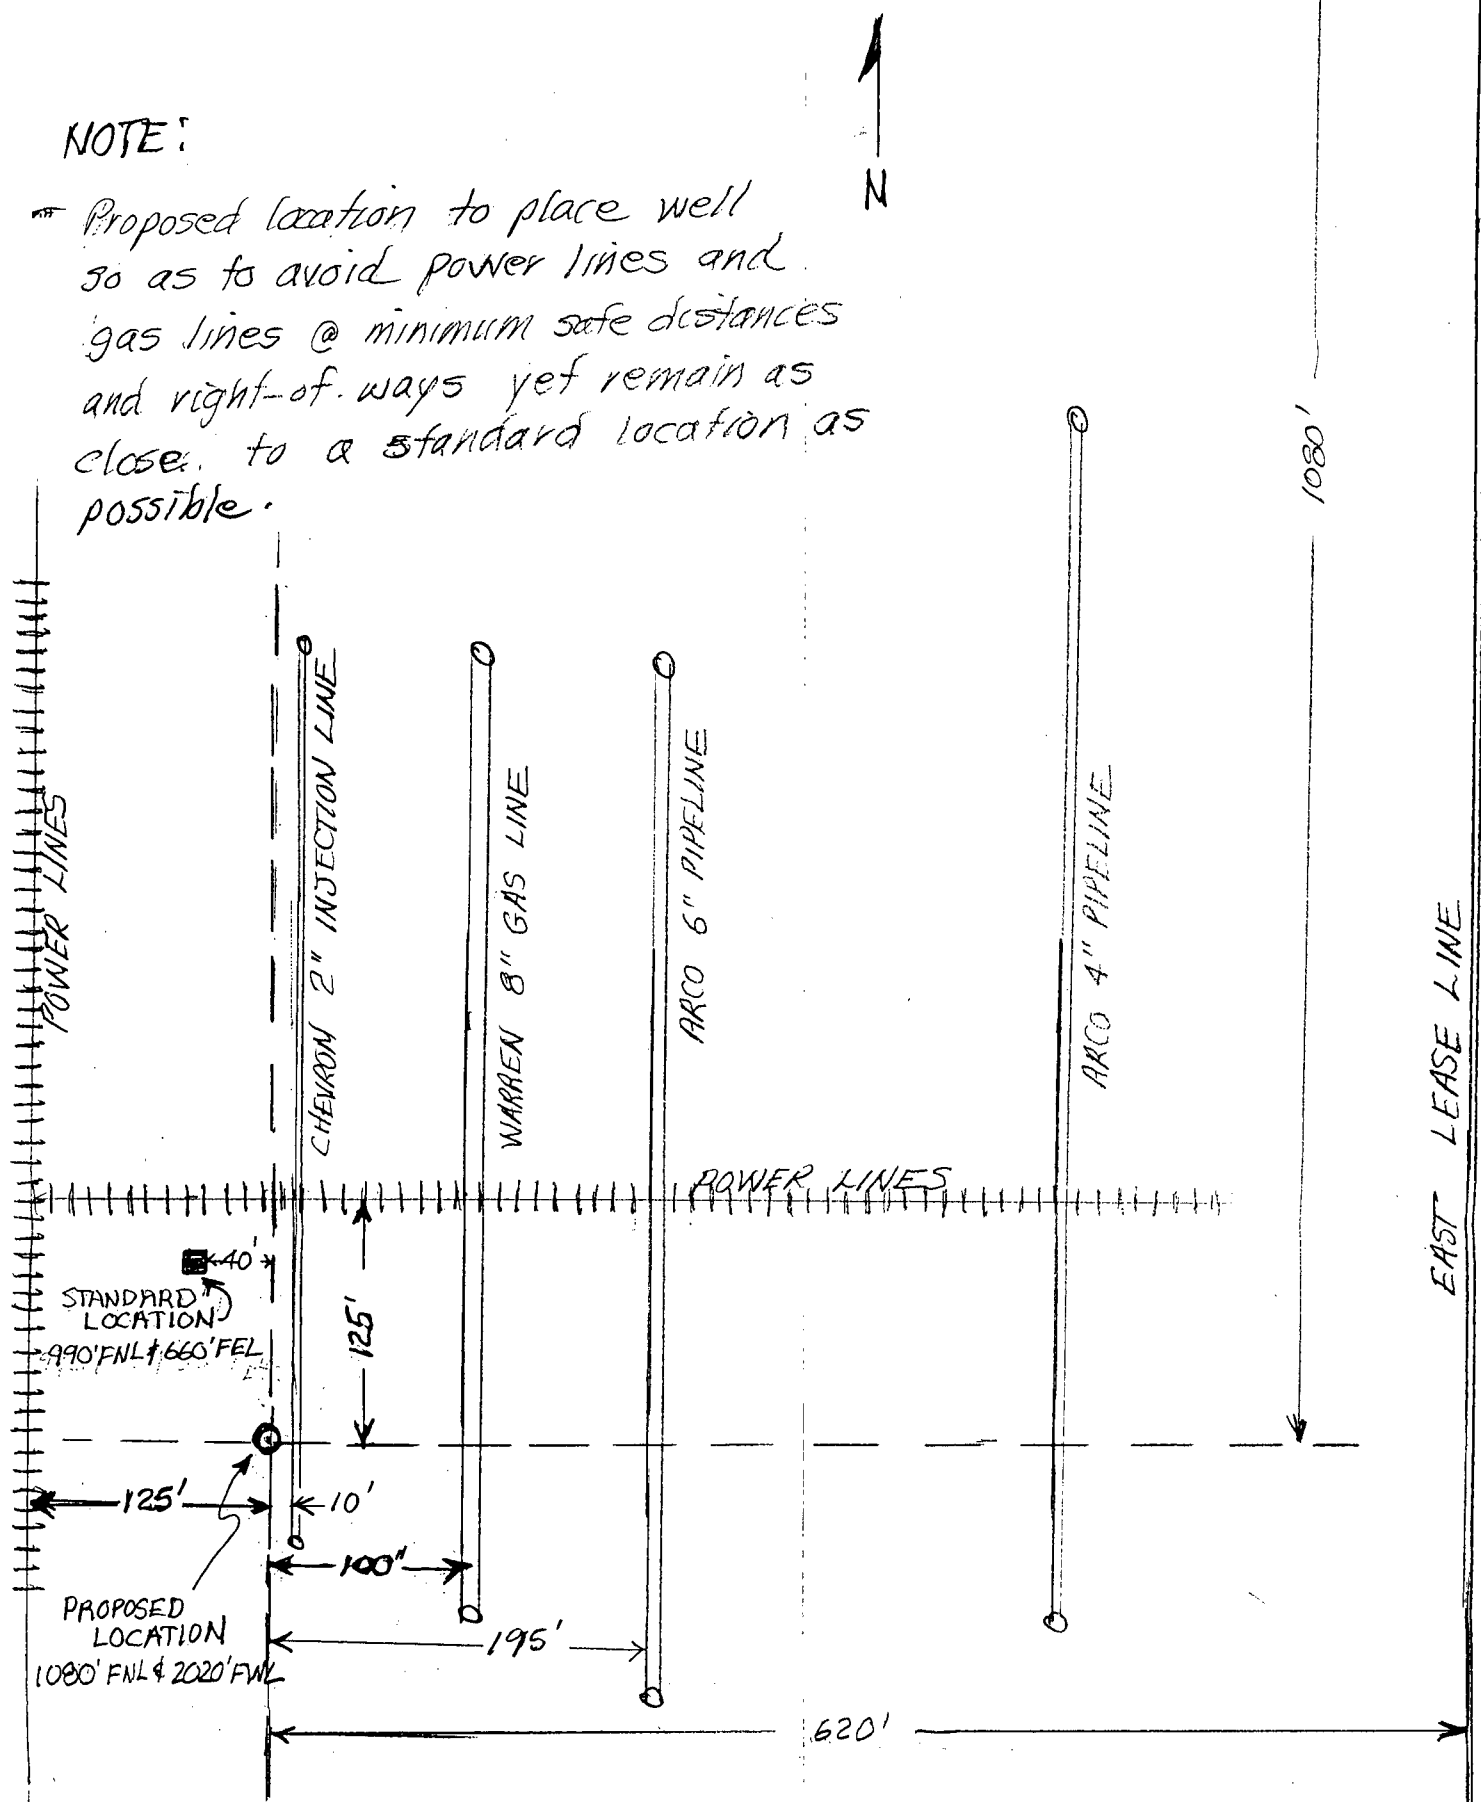 N
NOTE:
- Proposed location to place well
so as to avoid power lines and
gas lines @ minimum safe distances
and right-of-ways yet remain as
close to a standard location as
possible.
1080'
POWER LINES
CHEVRON 2" INJECTION LINE
WARREN 8" GAS LINE
ARCO 6" PIPELINE
ARCO 4" PIPELINE
EAST LEASE LINE
POWER LINES
40'
STANDARD
LOCATION
990'FNL & 660'FEL
125'
125'
10'
100"
PROPOSED
LOCATION
1080' FNL & 2020' FWL
195'
620'